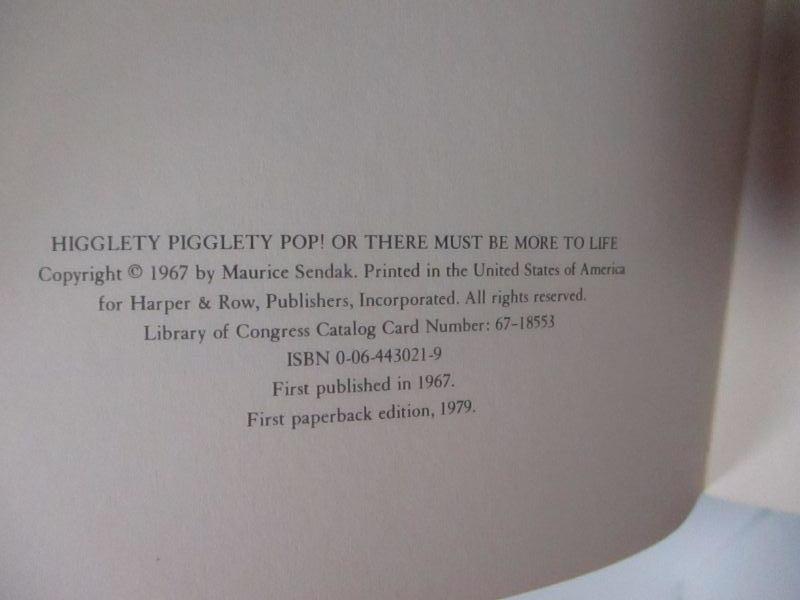 HIGGLETY PIGGLETY POP! OR THERE MUST BE MORE TO LIFE
Copyright © 1967 by Maurice Sendak. Printed in the United States of America
for Harper & Row, Publishers, Incorporated. All rights reserved.
Library of Congress Catalog Card Number: 67-18553
ISBN 0-06-443021-9
First published in 1967.
First paperback edition, 1979.